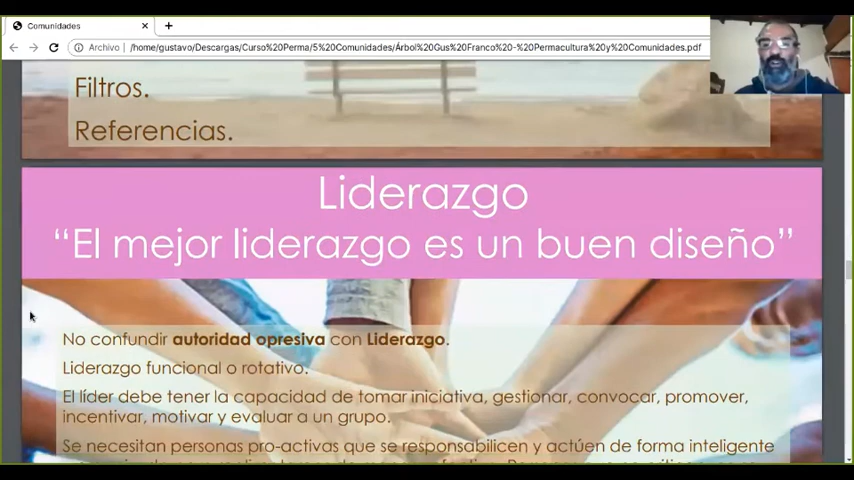 Comunidades
Archivo
/home/gustavo/Descargas/Curso%20Perma/5%20Comunidades/Árbol%20Gus%20Franco%20-%20Permacultura%20y%20Comunidades.pdf
Filtros.
Referencias.
Liderazgo
“El mejor liderazgo es un buen diseño”
No confundir autoridad opresiva con Liderazgo.
Liderazgo funcional o rotativo.
El líder debe tener la capacidad de tomar iniciativa, gestionar, convocar, promover,
incentivar, motivar y evaluar a un grupo.
Se necesitan personas pro-activas que se responsabilicen y actúen de forma inteligente